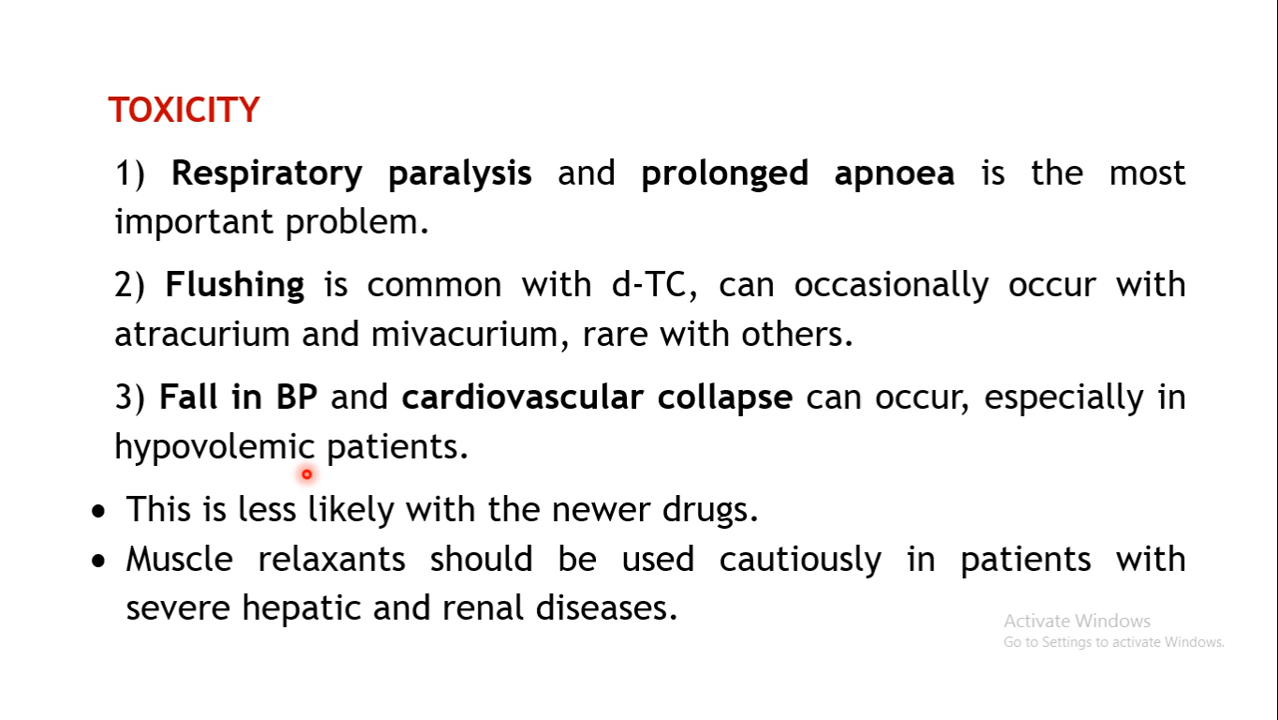 TOXICITY
1) Respiratory paralysis and prolonged apnoea is the most
important problem.
2) Flushing is common with d-TC, can occasionally occur with
atracurium and mivacurium, rare with others.
3) Fall in BP and cardiovascular collapse can occur, especially in
hypovolemic patients.
• This is less likely with the newer drugs.
• Muscle relaxants should be used cautiously in patients with
severe hepatic and renal diseases.
Activate Windows
Go to Settings to activate Windows.